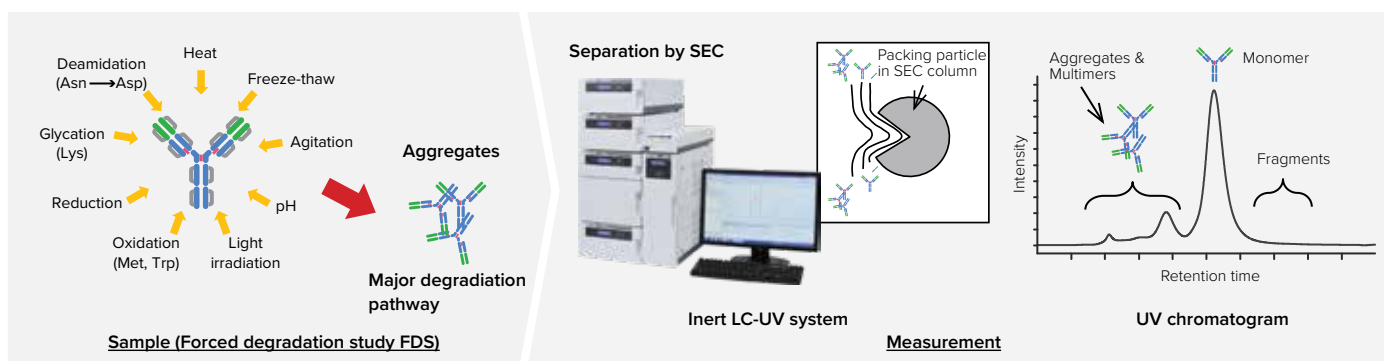 Heat
Deamidation
(Asn ⟶Asp)
Freeze-thaw
Glycation
(Lys)
Agitation
Reduction
pH
Oxidation
(Met, Trp)
Light
irradiation
Aggregates
Major degradation
pathway
Sample (Forced degradation study FDS)
Separation by SEC
Packing particle
in SEC column
Inert LC-UV system
Aggregates &
Multimers
Monomer
Fragments
Intensity
Retention time
UV chromatogram
Measurement